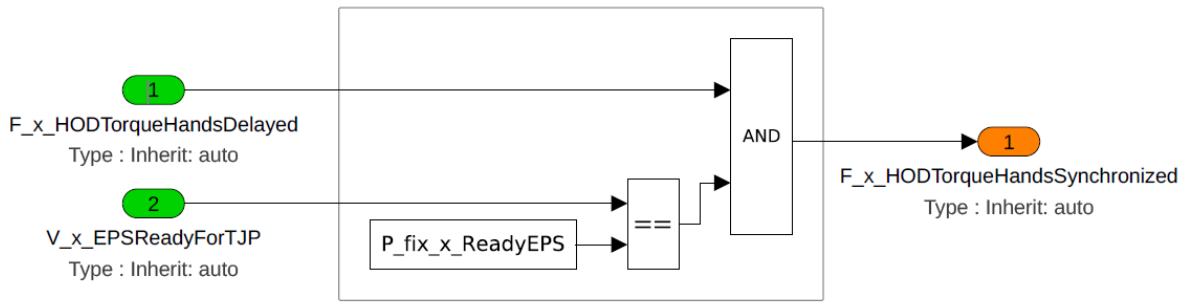 1
F_x_HODTorqueHandsDelayed
Type : Inherit: auto
2
V_x_EPSReadyForTJP
Type : Inherit: auto
P_fix_x_ReadyEPS
==
AND
1
F_x_HODTorqueHandsSynchronized
Type : Inherit: auto